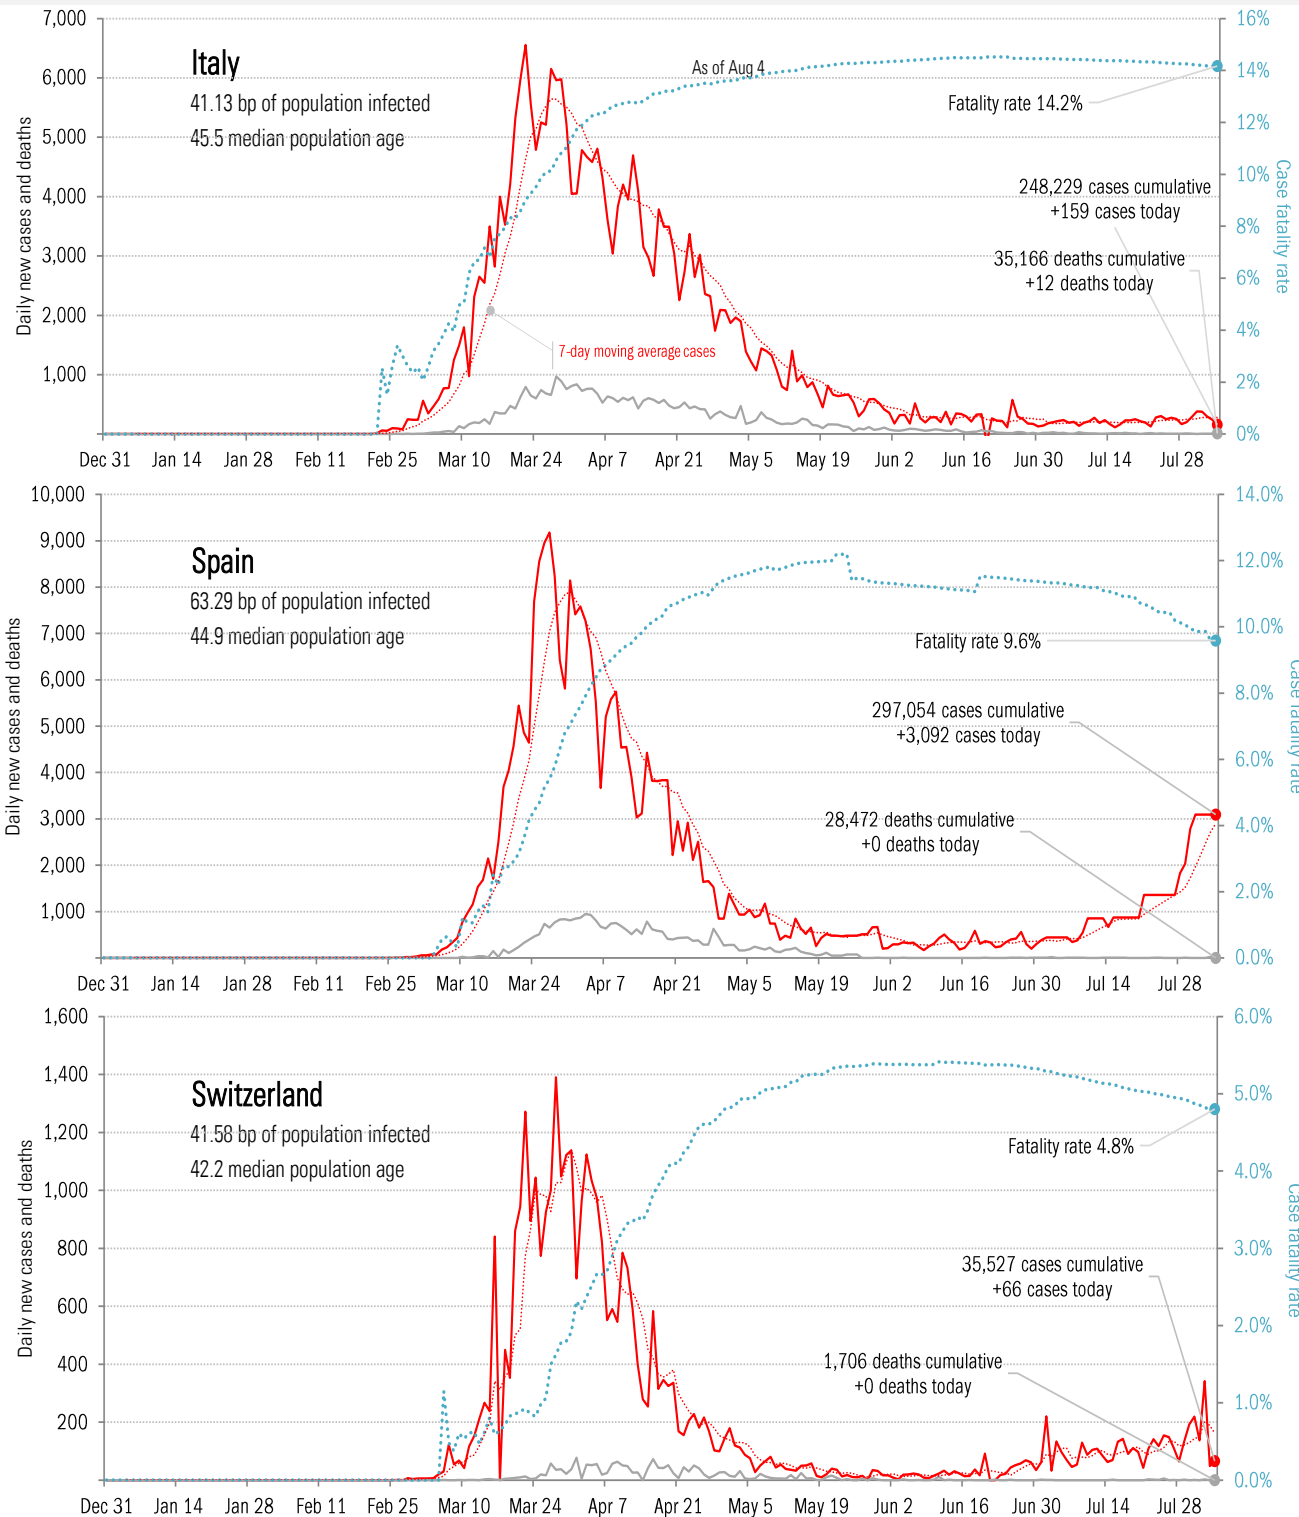 7,000
6,000
5,000
4,000
3,000
2,000
1,000
Daily new cases and deaths
Italy
41.13 bp of population infected
45.5 median population age
As of Aug 4
16%
14%
12%
10%
8%
6%
4%
2%
0%
Case fatality rate
Fatality rate 14.2%
248,229 cases cumulative
+159 cases today
35,166 deaths cumulative
+12 deaths today
7-day moving average cases
Dec 31 Jan 14 Jan 28 Feb 11 Feb 25 Mar 10 Mar 24 Apr 7 Apr 21 May 5 May 19 Jun 2 Jun 16 Jun 30 Jul 14 Jul 28
10,000
9,000
8,000
7,000
6,000
5,000
4,000
3,000
2,000
1,000
Daily new cases and deaths
Spain
63.29 bp of population infected
44.9 median population age
14.0%
12.0%
10.0%
8.0%
6.0%
4.0%
2.0%
0.0%
Case fatality rate
Fatality rate 9.6%
297,054 cases cumulative
+3,092 cases today
28,472 deaths cumulative
+0 deaths today
Dec 31 Jan 14 Jan 28 Feb 11 Feb 25 Mar 10 Mar 24 Apr 7 Apr 21 May 5 May 19 Jun 2 Jun 16 Jun 30 Jul 14 Jul 28
1,600
1,400
1,200
1,000
800
600
400
200
Daily new cases and deaths
Switzerland
41.58 bp of population infected
42.2 median population age
6.0%
5.0%
4.0%
3.0%
2.0%
1.0%
0.0%
Case fatality rate
Fatality rate 4.8%
35,527 cases cumulative
+66 cases today
1,706 deaths cumulative
+0 deaths today
Dec 31 Jan 14 Jan 28 Feb 11 Feb 25 Mar 10 Mar 24 Apr 7 Apr 21 May 5 May 19 Jun 2 Jun 16 Jun 30 Jul 14 Jul 28